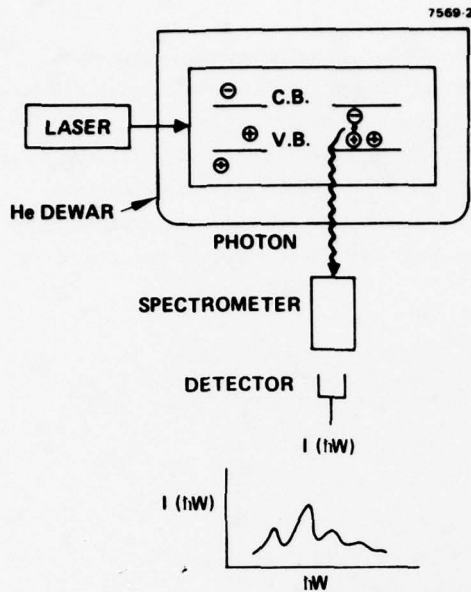 7569-2
C.B.
LASER
V.B.
He DEWAR
PHOTON
SPECTROMETER
DETECTOR
I (ħW)
I (ħW)
ħW